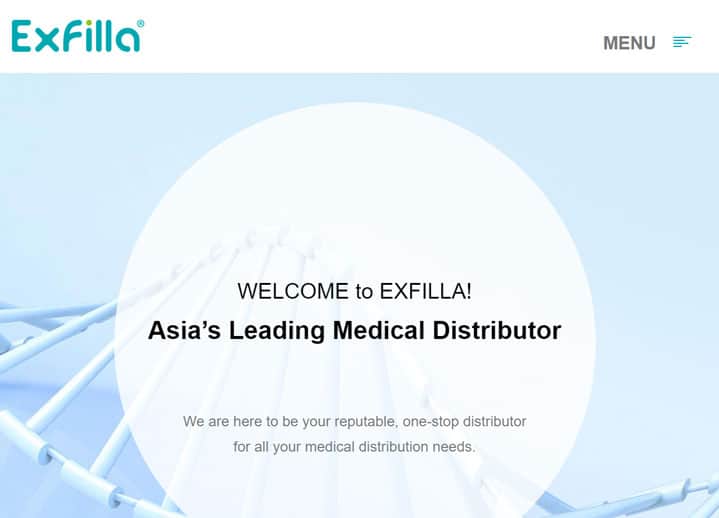 Exfilla®
MENU
WELCOME to EXFILLA!
Asia’s Leading Medical Distributor
We are here to be your reputable, one-stop distributor
for all your medical distribution needs.